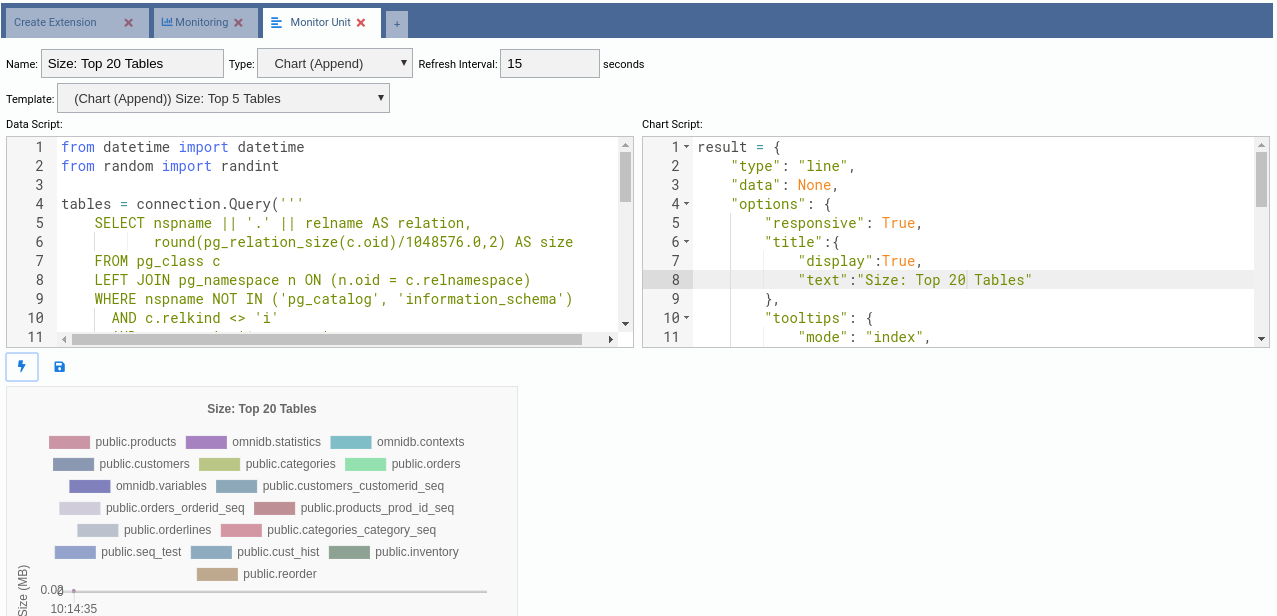 Create Extension
Monitoring
Monitor Unit
+
Name: Size: Top 20 Tables Type: Chart (Append) Refresh Interval: 15 seconds
Template: (Chart (Append)) Size: Top 5 Tables
Data Script:
1 from datetime import datetime
2 from random import randint
3
4 tables = connection.Query('''
5 SELECT nspname || '.' || relname AS relation,
6 round(pg_relation_size(c.oid)/1048576.0,2) AS size
7 FROM pg_class c
8 LEFT JOIN pg_namespace n ON (n.oid = c.relnamespace)
9 WHERE nspname NOT IN ('pg_catalog', 'information_schema')
10 AND c.relkind <> 'i'
11
Chart Script:
1 result = {
2 "type": "line",
3 "data": None,
4 "options": {
5 "responsive": True,
6 "title":{
7 "display":True,
8 "text":"Size: Top 20 Tables"
9 },
10 "tooltips": {
11 "mode": "index",
Size: Top 20 Tables
public.products omnidb.statistics omnidb.contexts
public.customers public.categories public.orders
omnidb.variables public.customers_customerid_seq
public.orders_orderid_seq public.products_prod_id_seq
public.orderlines public.categories_category_seq
public.seq_test public.cust_hist public.inventory
public.reorder
Size (MB)
10:14:35